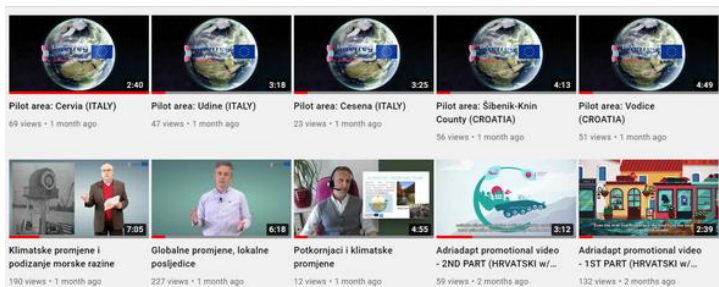 2:40
3:18
3:25
4:13
4:49
Pilot area: Cervia (ITALY)
69 views • 1 month ago
Pilot area: Udine (ITALY)
47 views • 1 month ago
Pilot area: Cesena (ITALY)
23 views • 1 month ago
Pilot area: Šibenik-Knin
County (CROATIA)
56 views • 1 month ago
Pilot area: Vodice
(CROATIA)
51 views • 1 month ago
7:05
6:18
4:55
3:12
2:39
Klimatske promjene i
podizanje morske razine
190 views • 1 month ago
Globalne promjene, lokalne
posljedice
227 views • 1 month ago
Potkornjaci i klimatske
promjene
12 views • 1 month ago
Adriadapt promotional video
- 2ND PART (HRVATSKI w/...
59 views • 2 months ago
Adriadapt promotional video
- 1ST PART (HRVATSKI w/...
132 views • 2 months ago